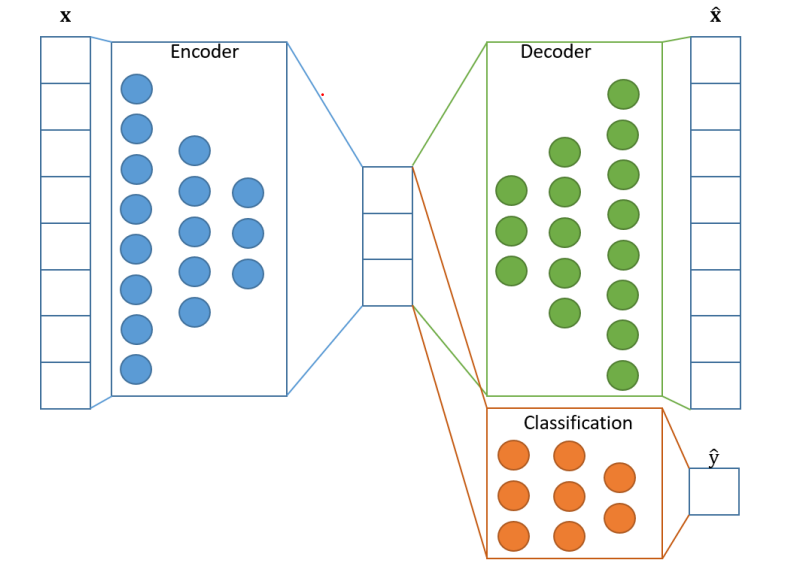 x
x̂
Encoder
Decoder
Classification
ŷ